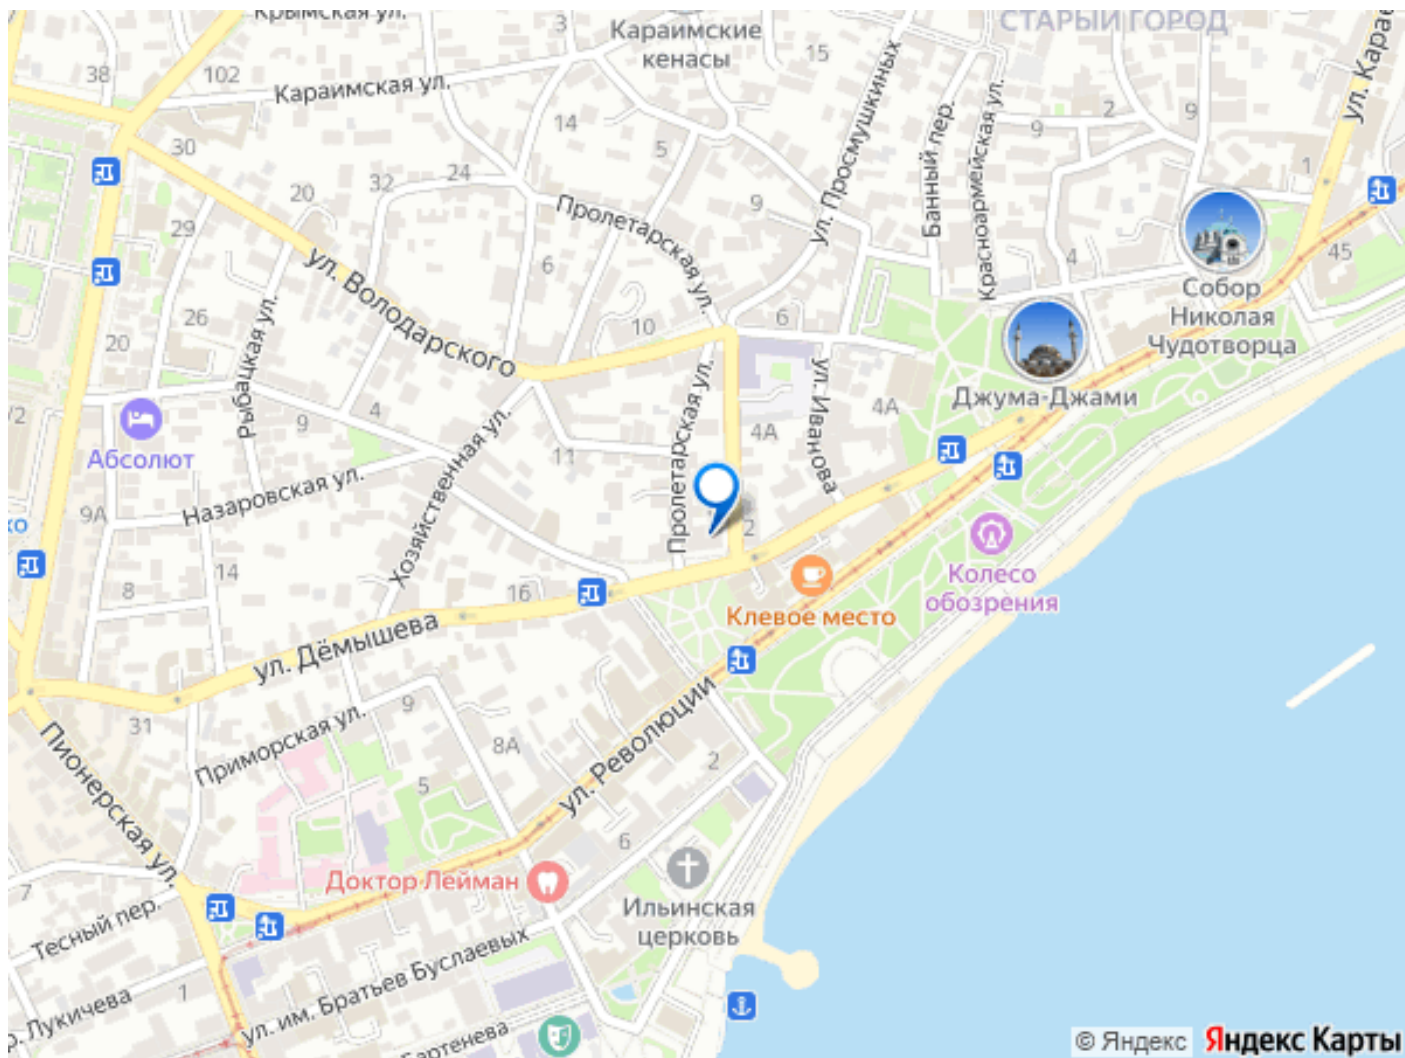 Крымская ул.
Караимские
кенасы
СТАРЫЙ ГОРОД
ул. Карае
3
15
38
102
Караимская ул.
14
5
30
20
32
24
29
Пролетарская ул.
9
ул. Просмушкиных
Банный пер.
Красноармейская ул.
9
2
9
1
4
45
Собор
Николая
Чудотворца
Джума-Джами
ул. Володарского
6
10
6
26
20
Рыбацкая ул.
Абсолют
/2
9
4
Хозяйственная ул.
11
Пролетарская ул.
4А
ул. Иванова
4А
Назаровская ул.
9А
ко
8
14
16
2
Клевое место
Колесо
обозрения
ул. Дёмышева
31
Приморская ул.
9
8А
5
ул. Революции
2
6
Пионерская ул.
7
Тесный пер.
Доктор Лейман
Ильинская
церковь
1
р. Лукичева
ул. им. Братьев Буслаевых
Бартенева
© Яндекс Яндекс Карты